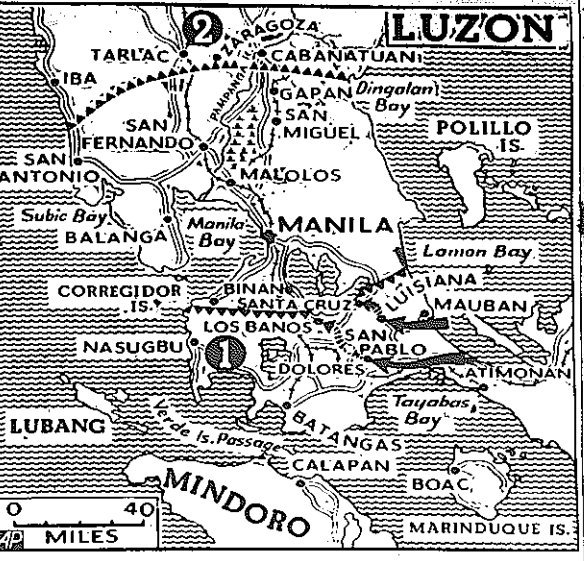 LUZON
2
TARLAC
ZARAGOZA
CABANATUAN
IBA
PAMPANGA
GAPAN
Dingalan
Bay
SAN
MIGUEL
SAN
FERNANDO
POLILLO
IS.
SAN
ANTONIO
MALOLOS
Subic Bay
BALANGA
Manila
Bay
MANILA
Lamon Bay
CORREGIDOR
IS.
BINAN
SANTA CRUZ
LUISIANA
MAUBAN
LOS BANOS
NASUGBU
1
SAN
PABLO
DOLORES
ATIMONAN
Tayabas
Bay
BATANGAS
LUBANG
Verde Is. Passage
CALAPAN
MINDORO
BOAC
MARINDUQUE IS.
0 40
MILES
AP